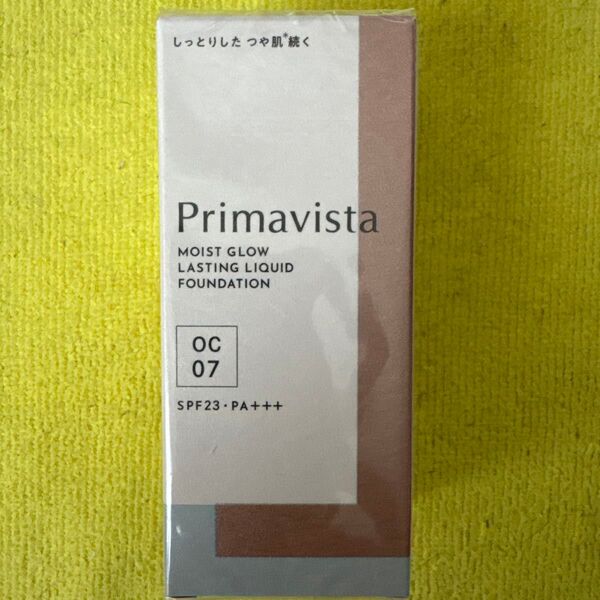 しっとりした つや肌*続く
Primavista
MOIST GLOW
LASTING LIQUID
FOUNDATION
OC
07
SPF23・PA+++